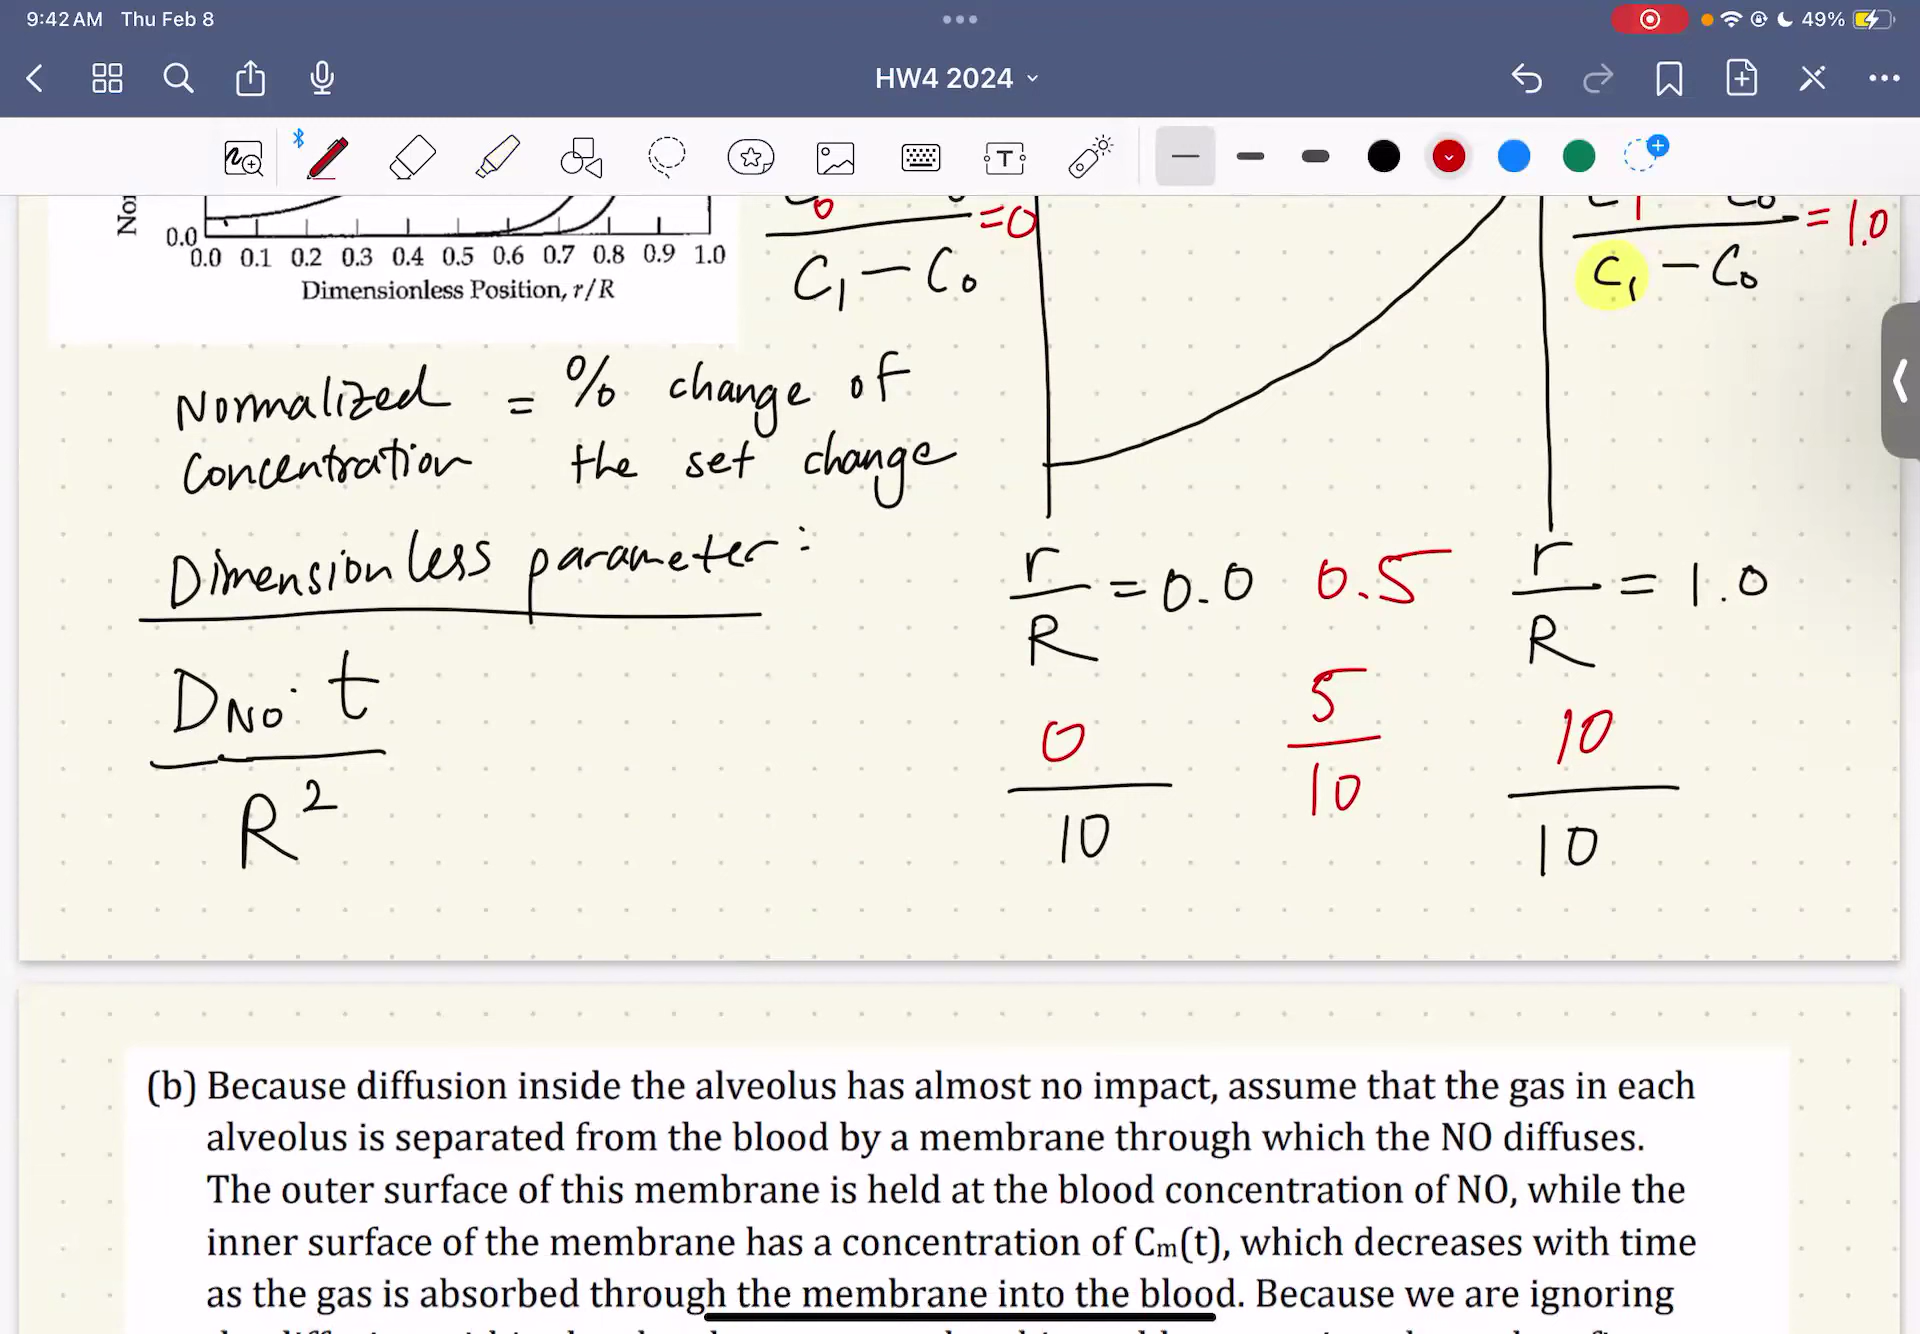 9:42 AM Thu Feb 8
49%
HW4 2024
T
0.0
0.0 0.1 0.2 0.3 0.4 0.5 0.6 0.7 0.8 0.9 1.0
Dimensionless Position, r/R
=0
C₁ - C₀
= 1.0
C₁ - C₀
Normalized = % change of
Concentration the set change
Dimensionless parameter:
r/R = 0.0 0.5 r/R = 1.0
D_NO · t / R²
0/10 5/10 10/10
(b) Because diffusion inside the alveolus has almost no impact, assume that the gas in each
alveolus is separated from the blood by a membrane through which the NO diffuses.
The outer surface of this membrane is held at the blood concentration of NO, while the
inner surface of the membrane has a concentration of Cm(t), which decreases with time
as the gas is absorbed through the membrane into the blood. Because we are ignoring